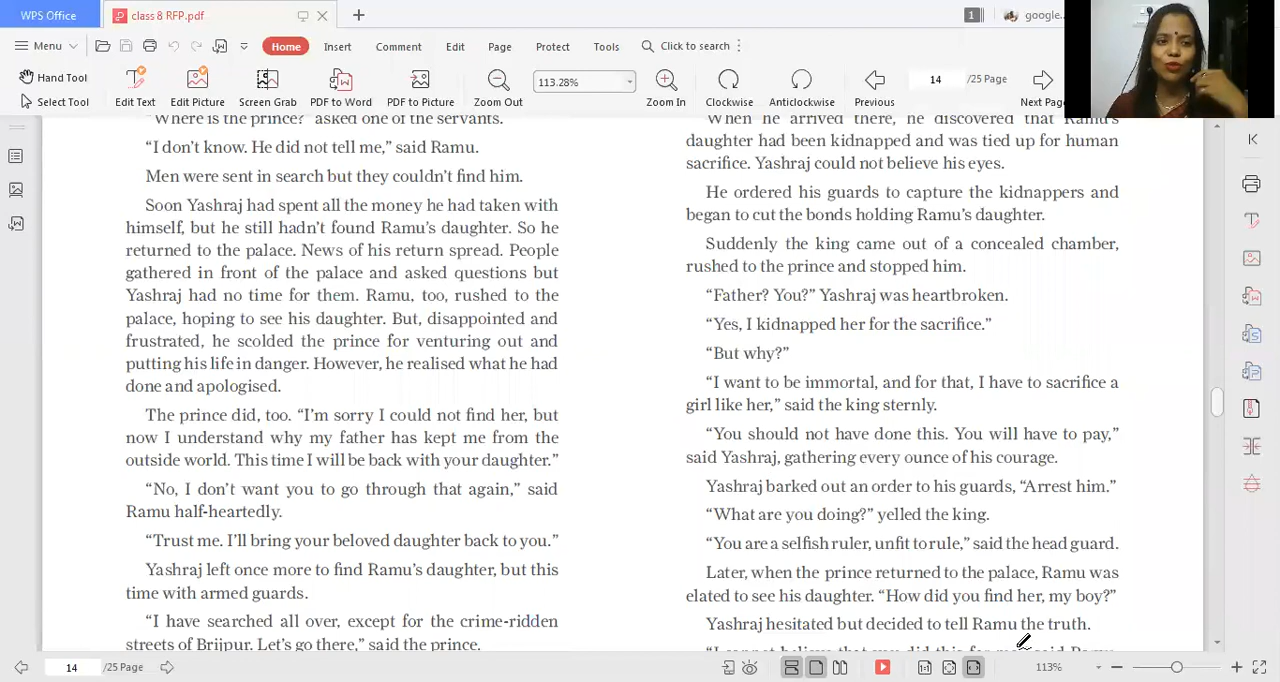 WPS Office
class 8 RFP.pdf
1
google...
Menu
Home
Insert
Comment
Edit
Page
Protect
Tools
Click to search
Hand Tool
Select Tool
Edit Text
Edit Picture
Screen Grab
PDF to Word
PDF to Picture
Zoom Out
113.28%
Zoom In
Clockwise
Anticlockwise
Previous
14
/25 Page
Next Pag
“Where is the prince?” asked one of the servants.
“I don’t know. He did not tell me,” said Ramu.
Men were sent in search but they couldn’t find him.
Soon Yashraj had spent all the money he had taken with
himself, but he still hadn’t found Ramu’s daughter. So he
returned to the palace. News of his return spread. People
gathered in front of the palace and asked questions but
Yashraj had no time for them. Ramu, too, rushed to the
palace, hoping to see his daughter. But, disappointed and
frustrated, he scolded the prince for venturing out and
putting his life in danger. However, he realised what he had
done and apologised.
The prince did, too. “I’m sorry I could not find her, but
now I understand why my father has kept me from the
outside world. This time I will be back with your daughter.”
“No, I don’t want you to go through that again,” said
Ramu half-heartedly.
“Trust me. I’ll bring your beloved daughter back to you.”
Yashraj left once more to find Ramu’s daughter, but this
time with armed guards.
“I have searched all over, except for the crime-ridden
streets of Brijpur. Let’s go there,” said the prince.
When he arrived there, he discovered that Ramu’s
daughter had been kidnapped and was tied up for human
sacrifice. Yashraj could not believe his eyes.
He ordered his guards to capture the kidnappers and
began to cut the bonds holding Ramu’s daughter.
Suddenly the king came out of a concealed chamber,
rushed to the prince and stopped him.
“Father? You?” Yashraj was heartbroken.
“Yes, I kidnapped her for the sacrifice.”
“But why?”
“I want to be immortal, and for that, I have to sacrifice a
girl like her,” said the king sternly.
“You should not have done this. You will have to pay,”
said Yashraj, gathering every ounce of his courage.
Yashraj barked out an order to his guards, “Arrest him.”
“What are you doing?” yelled the king.
“You are a selfish ruler, unfit to rule,” said the head guard.
Later, when the prince returned to the palace, Ramu was
elated to see his daughter. “How did you find her, my boy?”
Yashraj hesitated but decided to tell Ramu the truth.
“I cannot believe that you did this for me,” said Ramu.
14
/25 Page
113%